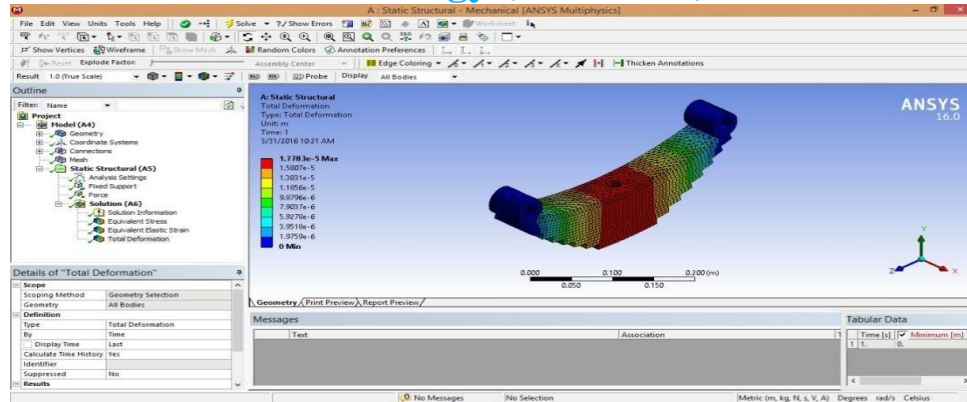 A : Static Structural - Mechanical [ANSYS Multiphysics]
File Edit View Units Tools Help Solve ?/ Show Errors Worksheet
Show Vertices Wireframe Show Mesh Random Colors Annotation Preferences
Reset Explode Factor: Assembly Center Edge Coloring Thicken Annotations
Result 1.0 (True Scale) Probe Display All Bodies
Outline
Filter: Name
Project
Model (A4)
Geometry
Coordinate Systems
Connections
Mesh
Static Structural (A5)
Analysis Settings
Fixed Support
Force
Solution (A6)
Solution Information
Equivalent Stress
Equivalent Elastic Strain
Total Deformation
A: Static Structural
Total Deformation
Type: Total Deformation
Unit: m
Time: 1
3/31/2016 10:21 AM
1.7783e-5 Max
1.5807e-5
1.3831e-5
1.1856e-5
9.8796e-6
7.9037e-6
5.9278e-6
3.9518e-6
1.9759e-6
0 Min
ANSYS
16.0
Y
Z X
0.000 0.100 0.200 (m)
0.050 0.150
Geometry Print Preview Report Preview
Details of "Total Deformation"
Scope
Scoping Method Geometry Selection
Geometry All Bodies
Definition
Type Total Deformation
By Time
Display Time Last
Calculate Time History Yes
Identifier
Suppressed No
Results
Messages
Text Association
Tabular Data
Time [s] Minimum [m]
1 1. 0.
No Messages No Selection Metric (m, kg, N, s, V, A) Degrees rad/s Celsius